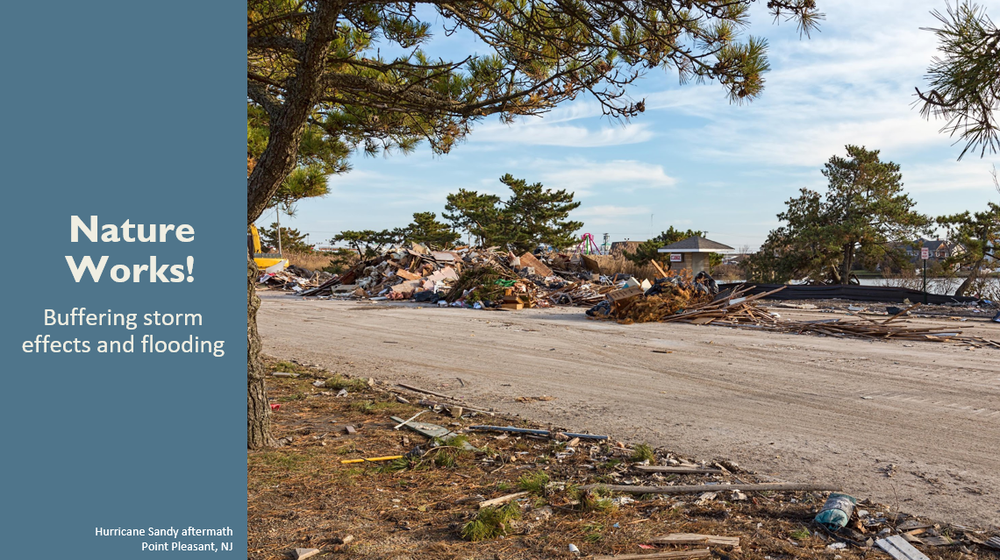 Nature
Works!
Buffering storm
effects and flooding
Hurricane Sandy aftermath
Point Pleasant, NJ